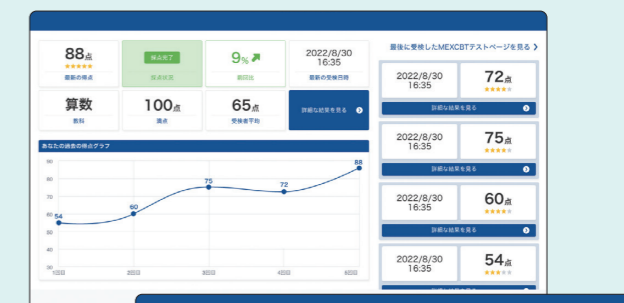 88点
★★★★★
最新の得点
採点完了
採点状況
9%
前回比
2022/8/30
16:35
最新の受検日時
算数
教科
100点
満点
65点
受検者平均
詳細な結果を見る
あなたの過去の得点グラフ
90
80
70
60
50
40
30
54
60
75
72
88
1回目
2回目
3回目
4回目
5回目
最後に受検したMEXCBTテストページを見る
2022/8/30
16:35
72点
★★★★★
詳細な結果を見る
2022/8/30
16:35
75点
★★★★★
詳細な結果を見る
2022/8/30
16:35
60点
★★★★★
詳細な結果を見る
2022/8/30
16:35
54点
★★★★★
詳細な結果を見る